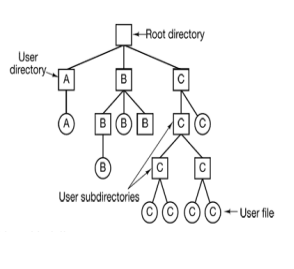 Root directory
User
directory
A B C
A B B B C C
B C C
User subdirectories
C C C C User file